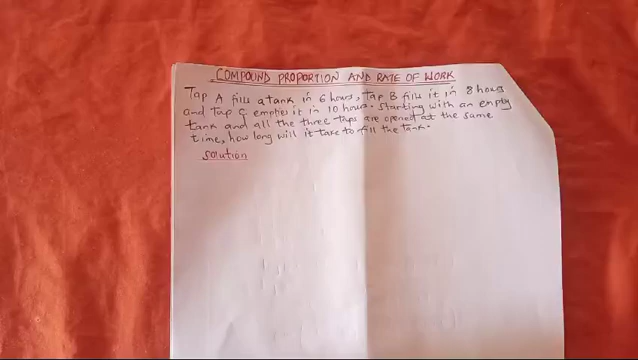 COMPOUND PROPORTION AND RATE OF WORK
Tap A fills a tank in 6 hours, Tap B fills it in 8 hours
and Tap C empties it in 10 hours. Starting with an empty
tank and all the three Taps are opened at the same
time, how long will it take to fill the Tank.
Solution